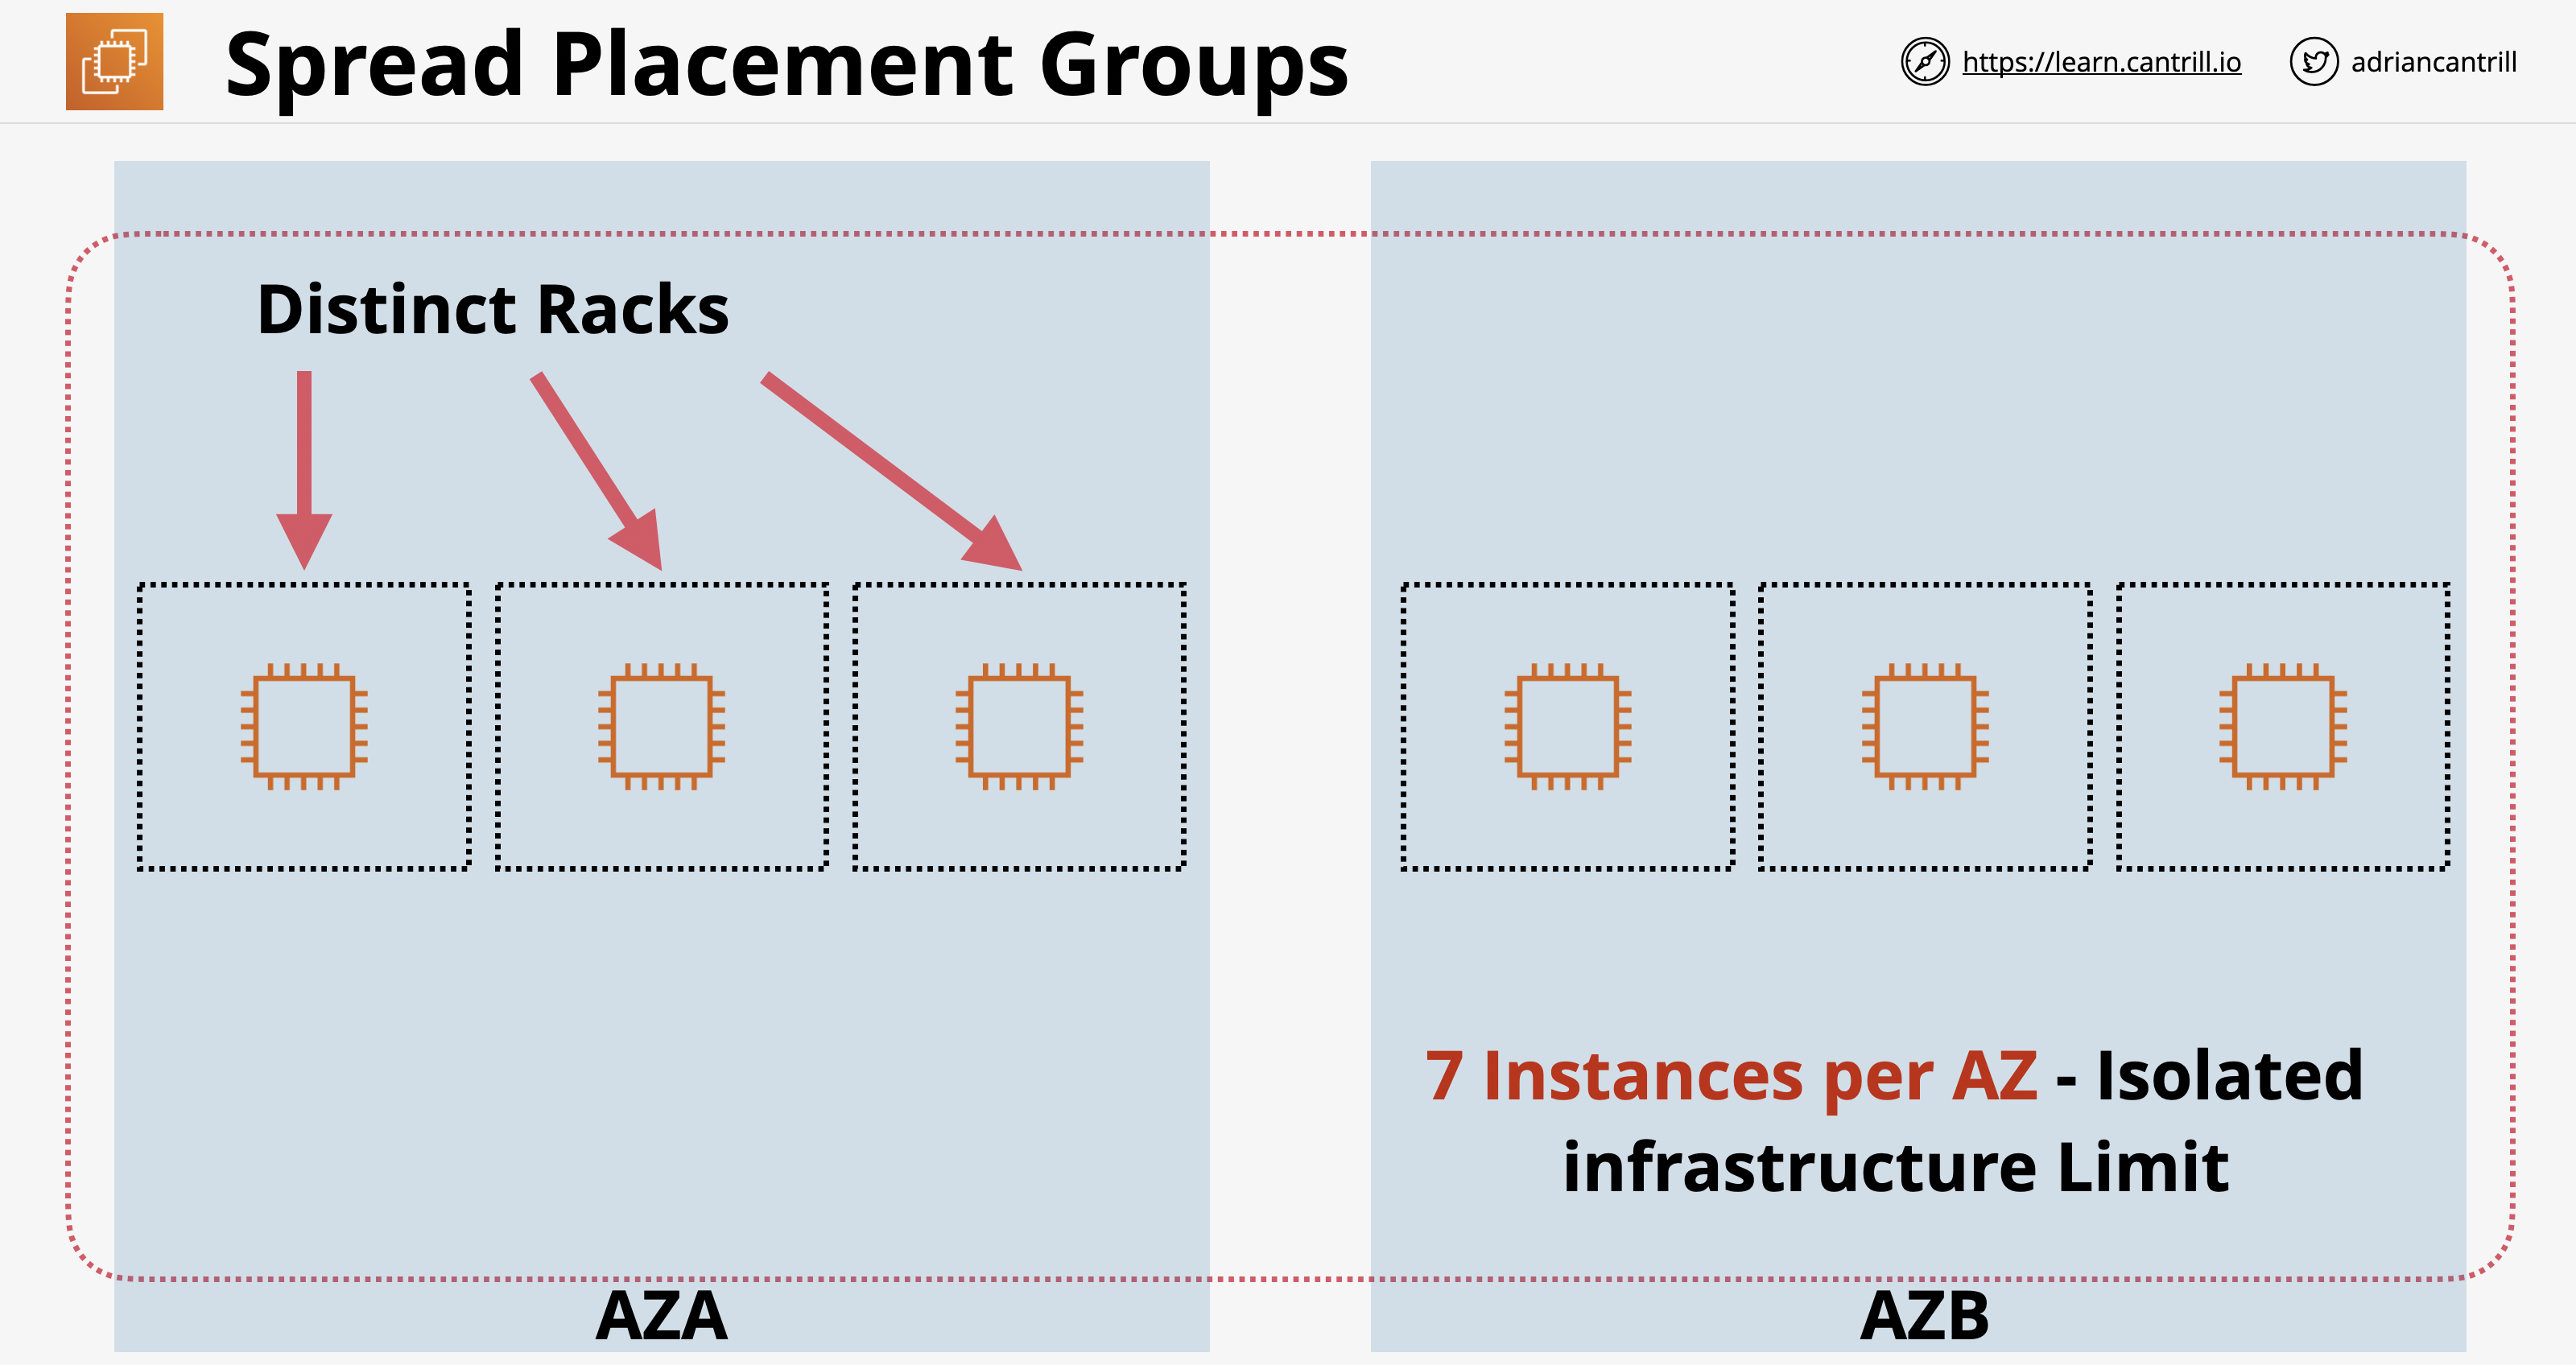 Spread Placement Groups
https://learn.cantrill.io
adriancantrill
Distinct Racks
7 Instances per AZ - Isolated
infrastructure Limit
AZA
AZB